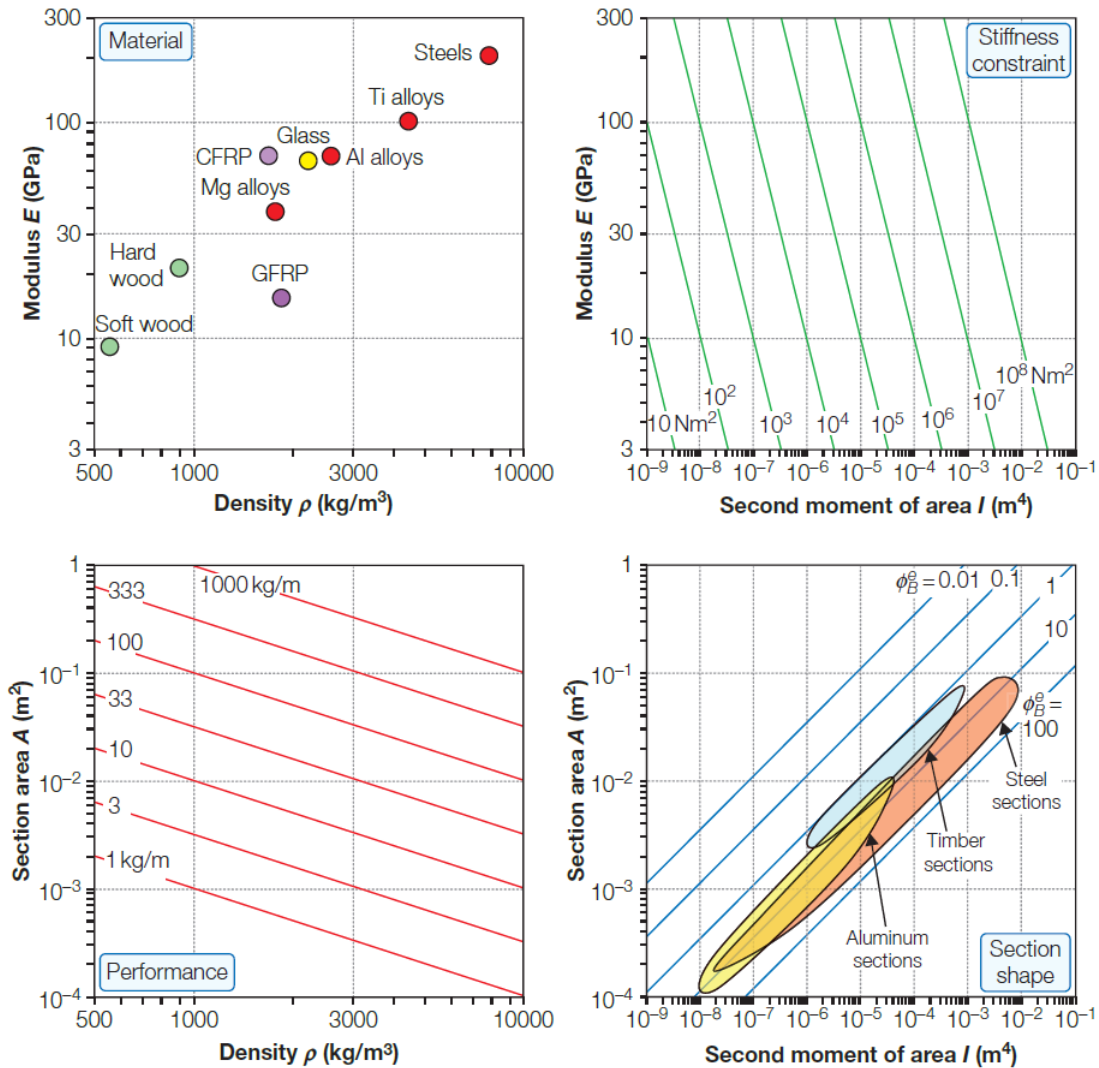 300
100
30
10
3
Modulus E (GPa)
Material
Steels
Ti alloys
Glass
CFRP
Al alloys
Mg alloys
Hard
wood
GFRP
Soft wood
500
1000
3000
10000
Density ρ (kg/m³)
300
100
30
10
3
Modulus E (GPa)
Stiffness
constraint
10 Nm²
10²
10³
10⁴
10⁵
10⁶
10⁷
10⁸ Nm²
10⁻⁹
10⁻⁸
10⁻⁷
10⁻⁶
10⁻⁵
10⁻⁴
10⁻³
10⁻²
10⁻¹
Second moment of area I (m⁴)
1
10⁻¹
10⁻²
10⁻³
10⁻⁴
Section area A (m²)
1000 kg/m
333
100
33
10
3
1 kg/m
Performance
500
1000
3000
10000
Density ρ (kg/m³)
1
10⁻¹
10⁻²
10⁻³
10⁻⁴
Section area A (m²)
ϕᵉB = 0.01
0.1
1
10
ϕᵉB =
100
Steel
sections
Timber
sections
Aluminum
sections
Section
shape
10⁻⁹
10⁻⁸
10⁻⁷
10⁻⁶
10⁻⁵
10⁻⁴
10⁻³
10⁻²
10⁻¹
Second moment of area I (m⁴)